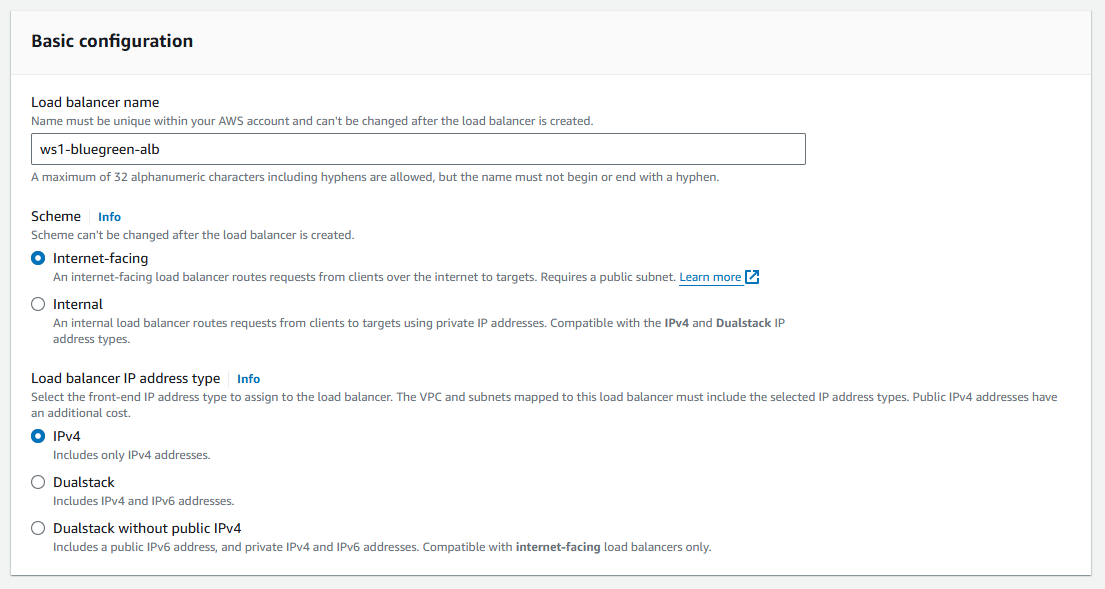 Basic configuration
Load balancer name
Name must be unique within your AWS account and can't be changed after the load balancer is created.
ws1-bluegreen-alb
A maximum of 32 alphanumeric characters including hyphens are allowed, but the name must not begin or end with a hyphen.
Scheme Info
Scheme can't be changed after the load balancer is created.
Internet-facing
An internet-facing load balancer routes requests from clients over the internet to targets. Requires a public subnet. Learn more
Internal
An internal load balancer routes requests from clients to targets using private IP addresses. Compatible with the IPv4 and Dualstack IP
address types.
Load balancer IP address type Info
Select the front-end IP address type to assign to the load balancer. The VPC and subnets mapped to this load balancer must include the selected IP address types. Public IPv4 addresses have
an additional cost.
IPv4
Includes only IPv4 addresses.
Dualstack
Includes IPv4 and IPv6 addresses.
Dualstack without public IPv4
Includes a public IPv6 address, and private IPv4 and IPv6 addresses. Compatible with internet-facing load balancers only.